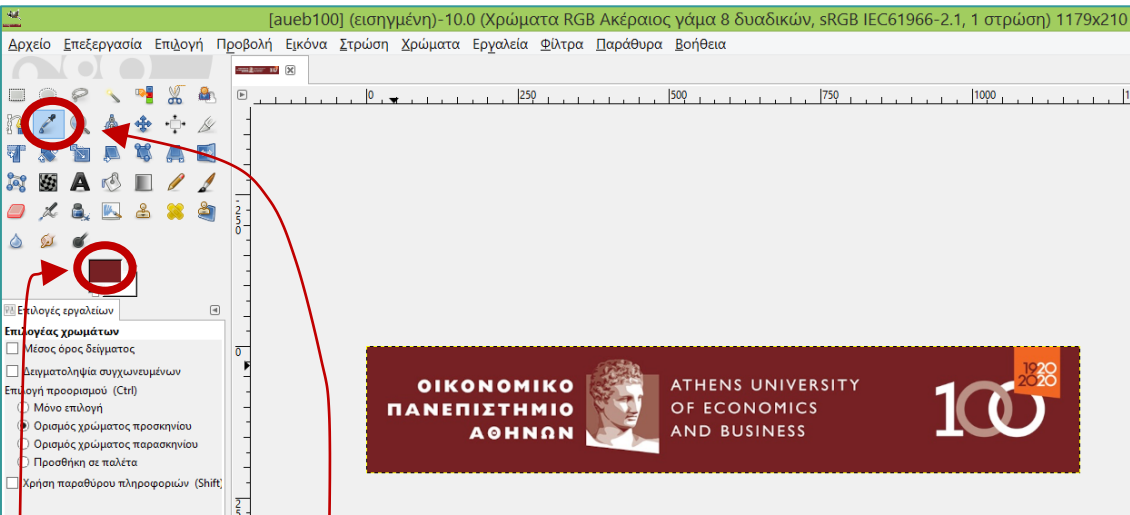 [aueb100] (εισηγμένη)-10.0 (Χρώματα RGB Ακέραιος γάμα 8 δυαδικών, sRGB IEC61966-2.1, 1 στρώση) 1179x210
Αρχείο Επεξεργασία Επιλογή Προβολή Εικόνα Στρώση Χρώματα Εργαλεία Φίλτρα Παράθυρα Βοήθεια
0 250 500 750 1000
250
Επιλογές εργαλείων
Επιλογέας χρωμάτων
Μέσος όρος δείγματος
Δειγματοληψία συγχωνευμένων
Επιλογή προορισμού (Ctrl)
Μόνο επιλογή
Ορισμός χρώματος προσκηνίου
Ορισμός χρώματος παρασκηνίου
Προσθήκη σε παλέτα
Χρήση παραθύρου πληροφοριών (Shift)
0
ΟΙΚΟΝΟΜΙΚΟ
ΠΑΝΕΠΙΣΤΗΜΙΟ
ΑΘΗΝΩΝ
ATHENS UNIVERSITY
OF ECONOMICS
AND BUSINESS
100
1920
2020